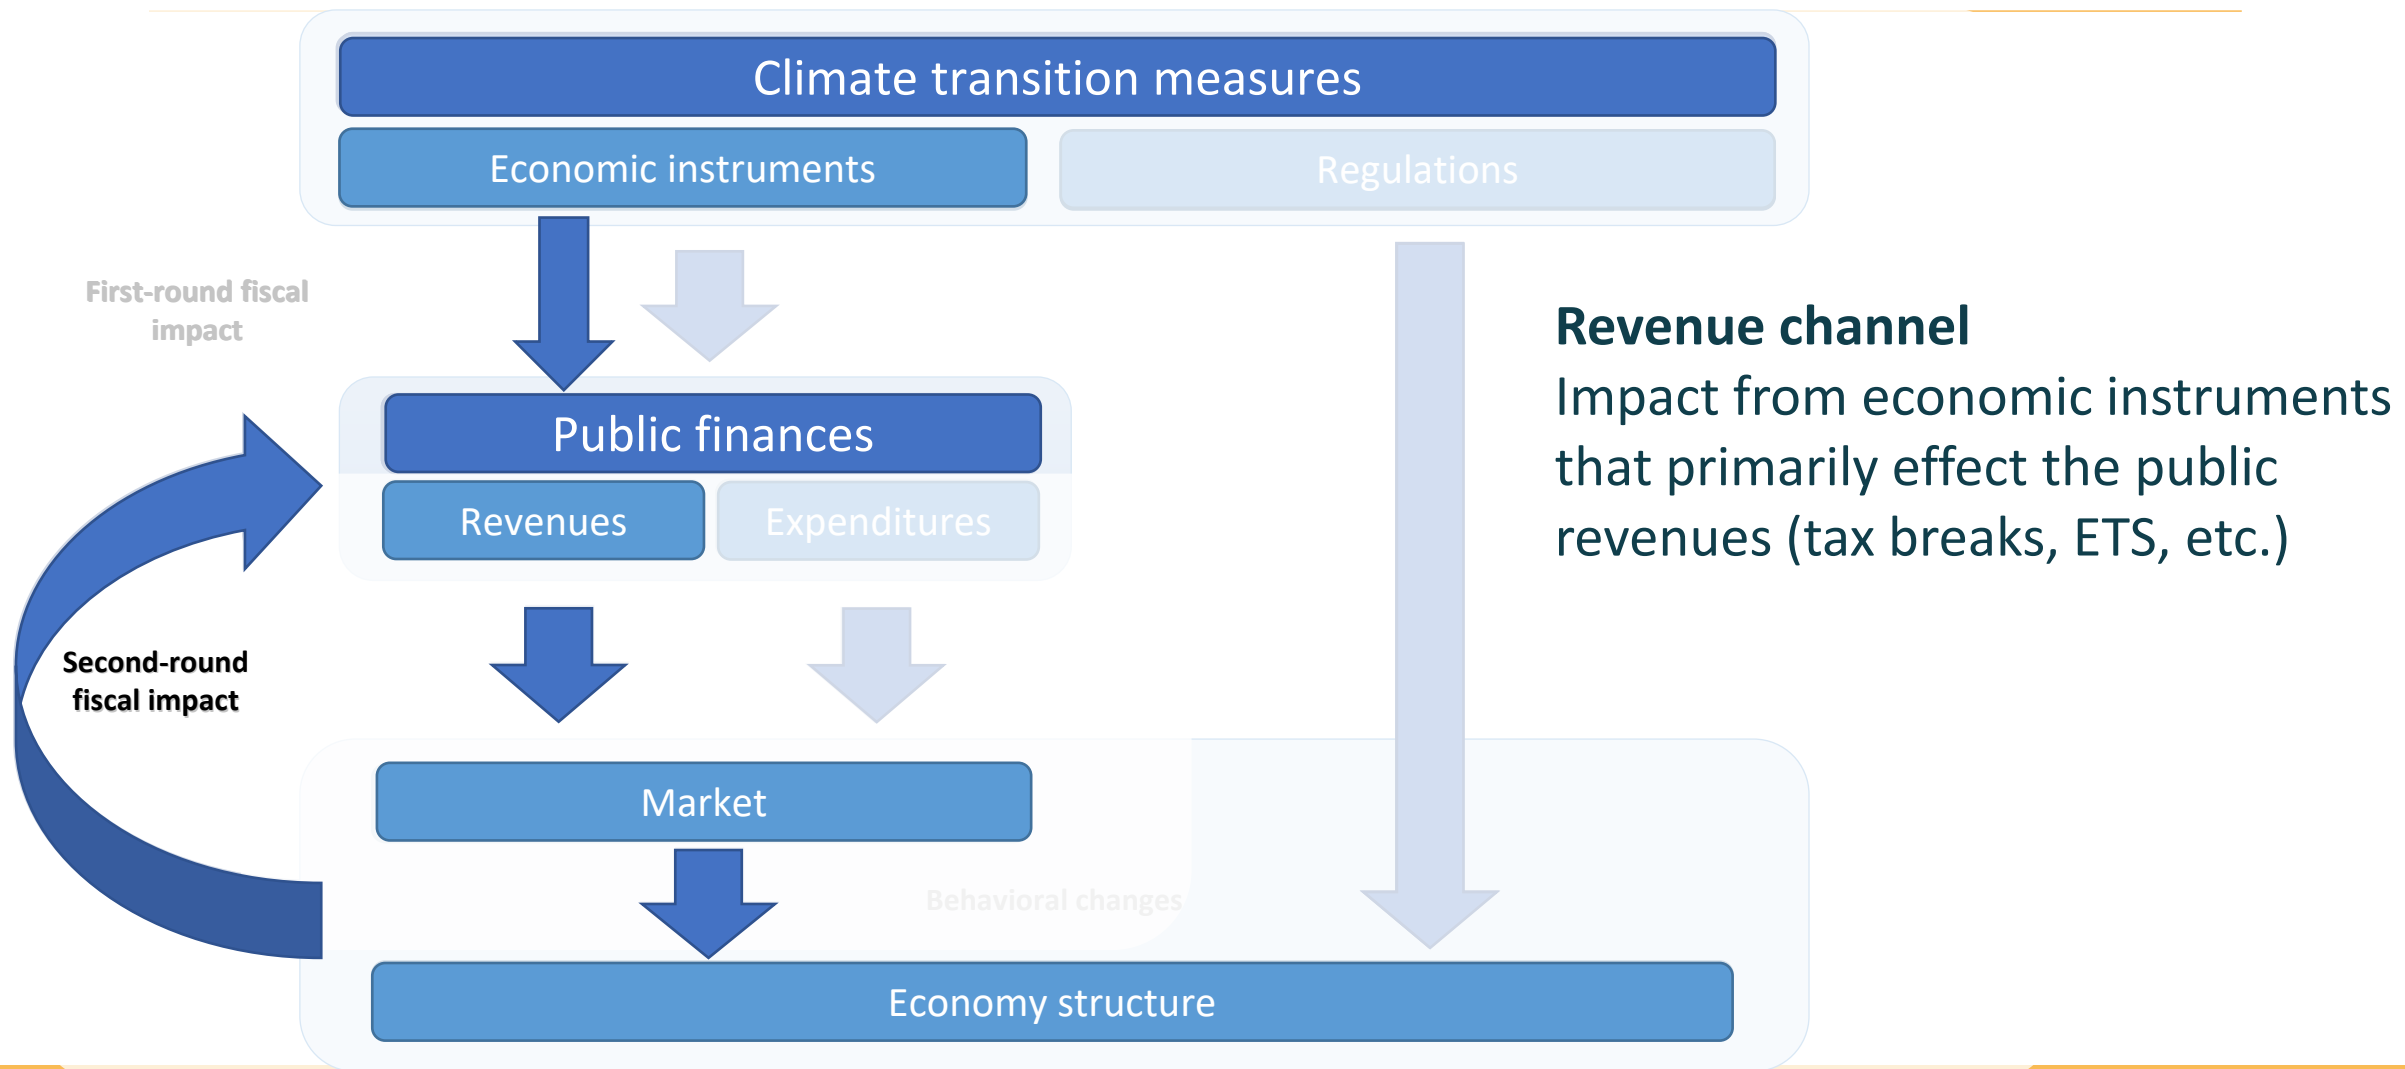 Climate transition measures
Economic instruments
Regulations
First-round fiscal
impact
Revenue channel
Impact from economic instruments
that primarily effect the public
revenues (tax breaks, ETS, etc.)
Public finances
Revenues
Expenditures
Second-round
fiscal impact
Market
Behavioral changes
Economy structure